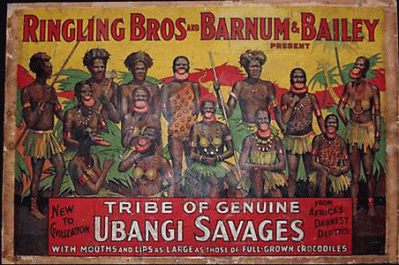 RINGLING BROS AND BARNUM & BAILEY
PRESENT
TRIBE OF GENUINE
NEW TO CIVILIZATION
UBANGI SAVAGES
FROM AFRICA'S DARKEST DEPTHS
WITH MOUTHS AND LIPS AS LARGE AS THOSE OF FULL-GROWN CROCODILES